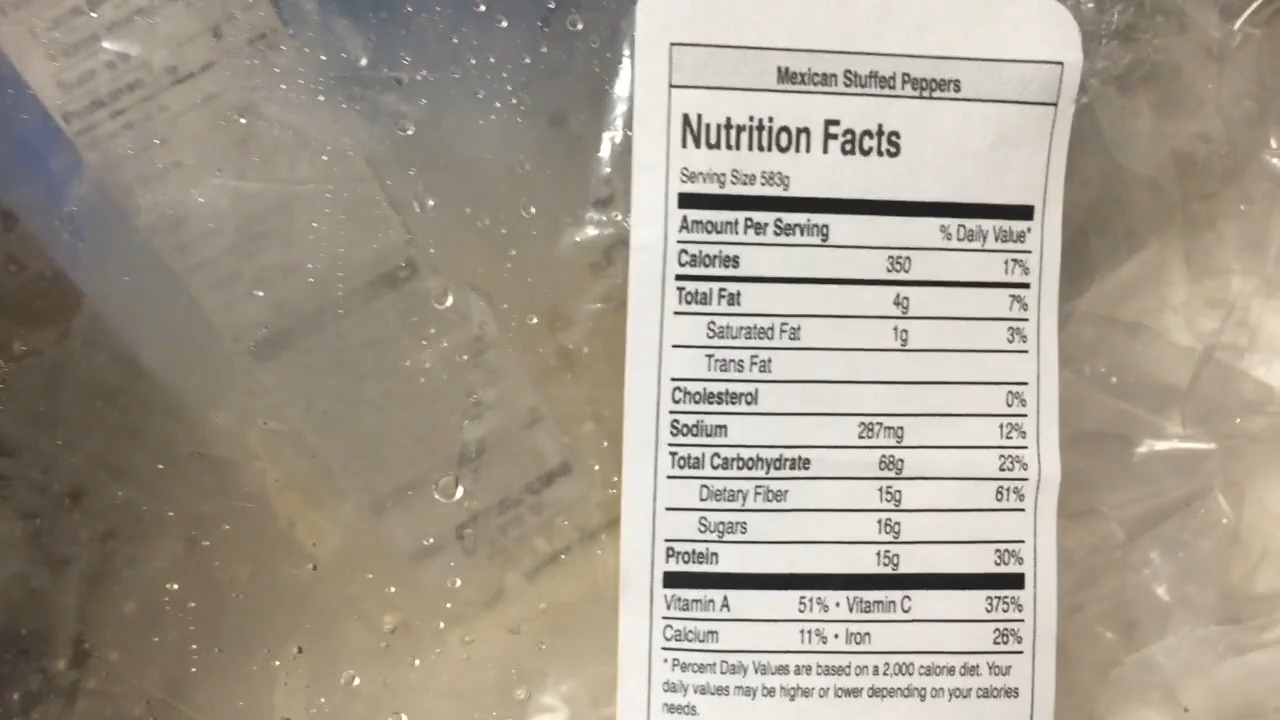 Mexican Stuffed Peppers
Nutrition Facts
Serving Size 583g
Amount Per Serving % Daily Value*
Calories 350 17%
Total Fat 4g 7%
Saturated Fat 1g 3%
Trans Fat
Cholesterol 0%
Sodium 287mg 12%
Total Carbohydrate 68g 23%
Dietary Fiber 15g 61%
Sugars 16g
Protein 15g 30%
Vitamin A 51% • Vitamin C 375%
Calcium 11% • Iron 26%
* Percent Daily Values are based on a 2,000 calorie diet. Your
daily values may be higher or lower depending on your calories
needs.